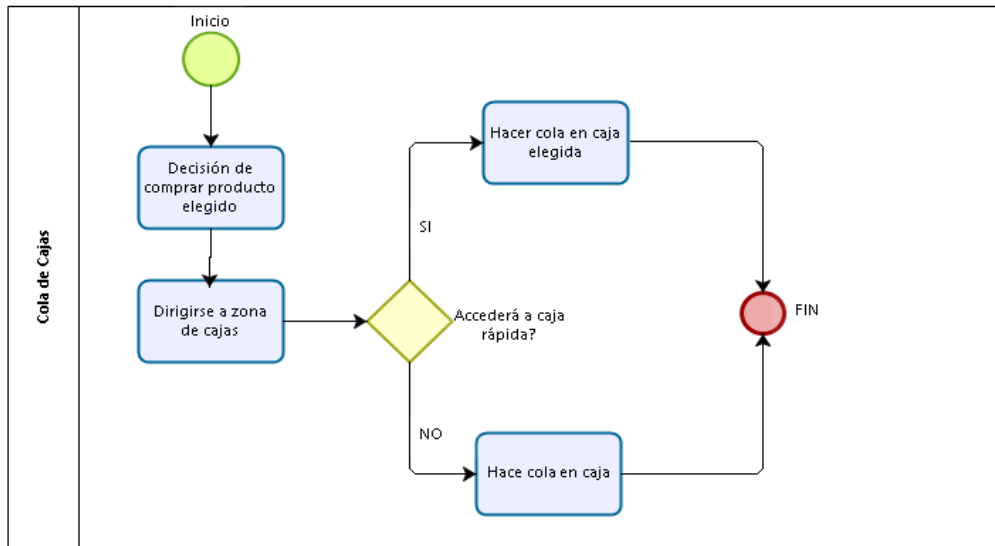 Cola de Cajas
Inicio
Decisión de
comprar producto
elegido
Dirigirse a zona
de cajas
Accederá a caja
rápida?
SI
Hacer cola en caja
elegida
NO
Hace cola en caja
FIN